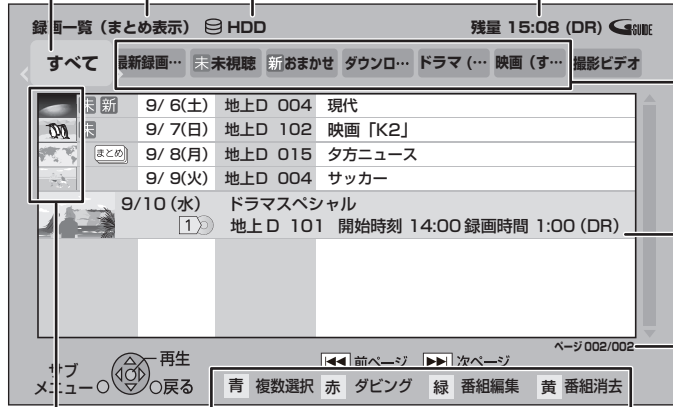 録画一覧（まとめ表示） HDD 残量 15:08 (DR) GGUIDE
すべて 最新録画… 未 未視聴 新 おまかせ ダウンロ… ドラマ（… 映画（す… 撮影ビデオ
未 新 9/ 6(土) 地上D 004 現代
未 9/ 7(日) 地上D 102 映画「K2」
まとめ 9/ 8(月) 地上D 015 夕方ニュース
9/ 9(火) 地上D 004 サッカー
9/10（水） ドラマスペシャル
1 地上D 101 開始時刻 14:00 録画時間 1:00（DR）
ページ 002/002
サブメニュー 再生 戻る 前ページ 次ページ
青 複数選択 赤 ダビング 緑 番組編集 黄 番組消去